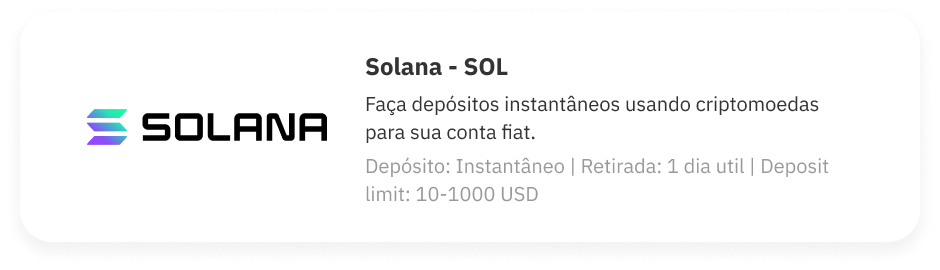 SOLANA
Solana - SOL
Faça depósitos instantâneos usando criptomoedas
para sua conta fiat.
Depósito: Instantâneo | Retirada: 1 dia util | Deposit
limit: 10-1000 USD